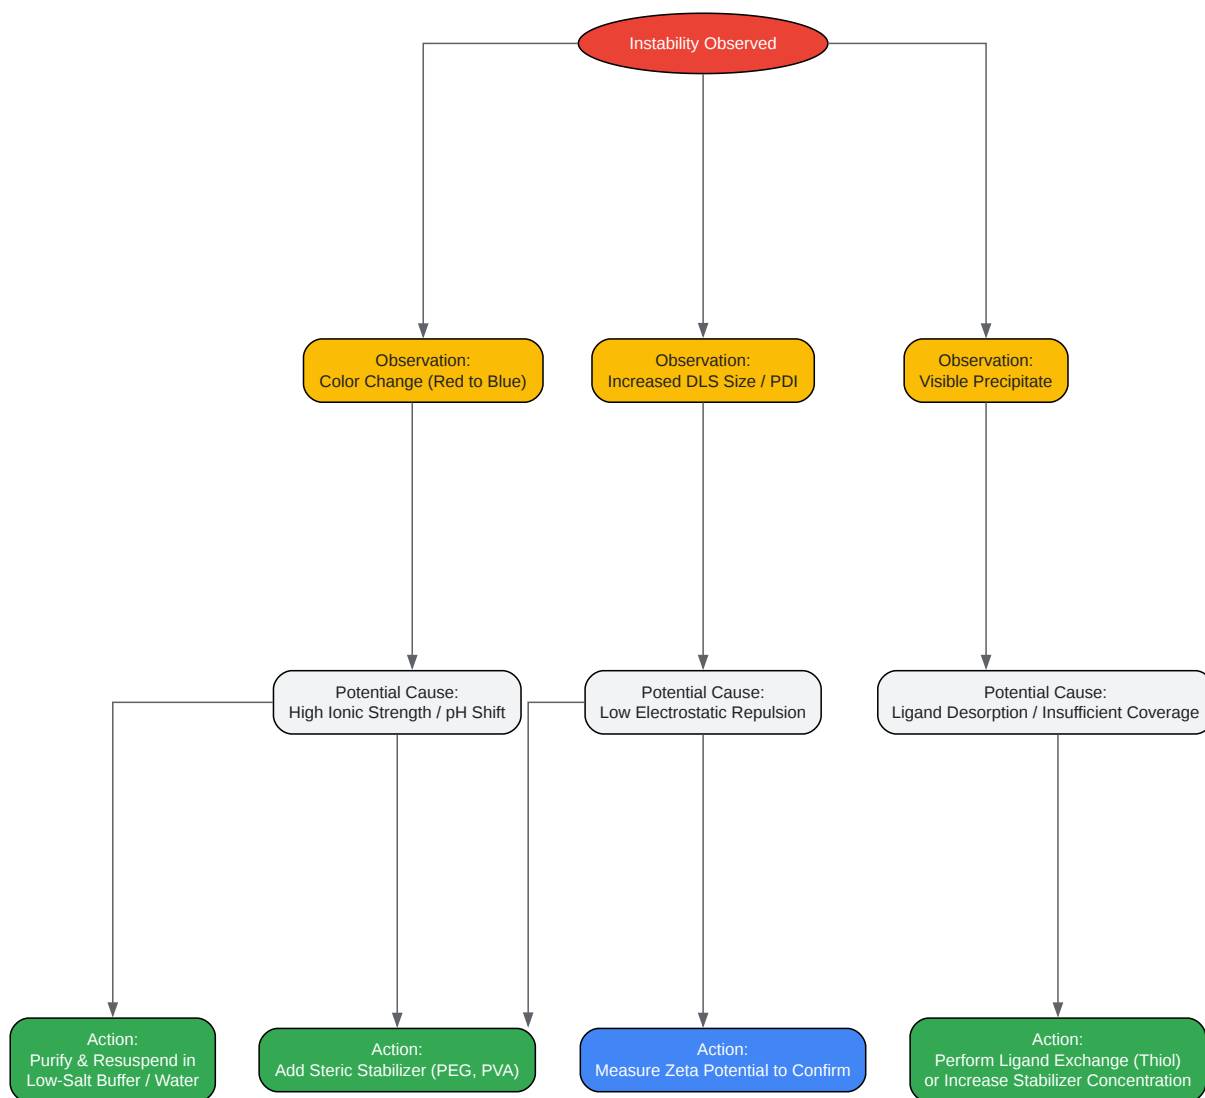 Instability Observed
Observation:
Color Change (Red to Blue)
Observation:
Increased DLS Size / PDI
Observation:
Visible Precipitate
Potential Cause:
High Ionic Strength / pH Shift
Potential Cause:
Low Electrostatic Repulsion
Potential Cause:
Ligand Desorption / Insufficient Coverage
Action:
Purify & Resuspend in
Low-Salt Buffer / Water
Action:
Add Steric Stabilizer (PEG, PVA)
Action:
Measure Zeta Potential to Confirm
Action:
Perform Ligand Exchange (Thiol)
or Increase Stabilizer Concentration